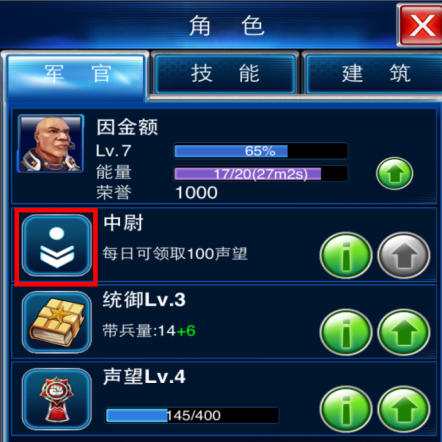 角 色
军 官
技 能
建 筑
因金额
Lv.7
65%
能量
17/20(27m2s)
荣誉
1000
中尉
每日可领取100声望
统御Lv.3
带兵量:14+6
声望Lv.4
145/400